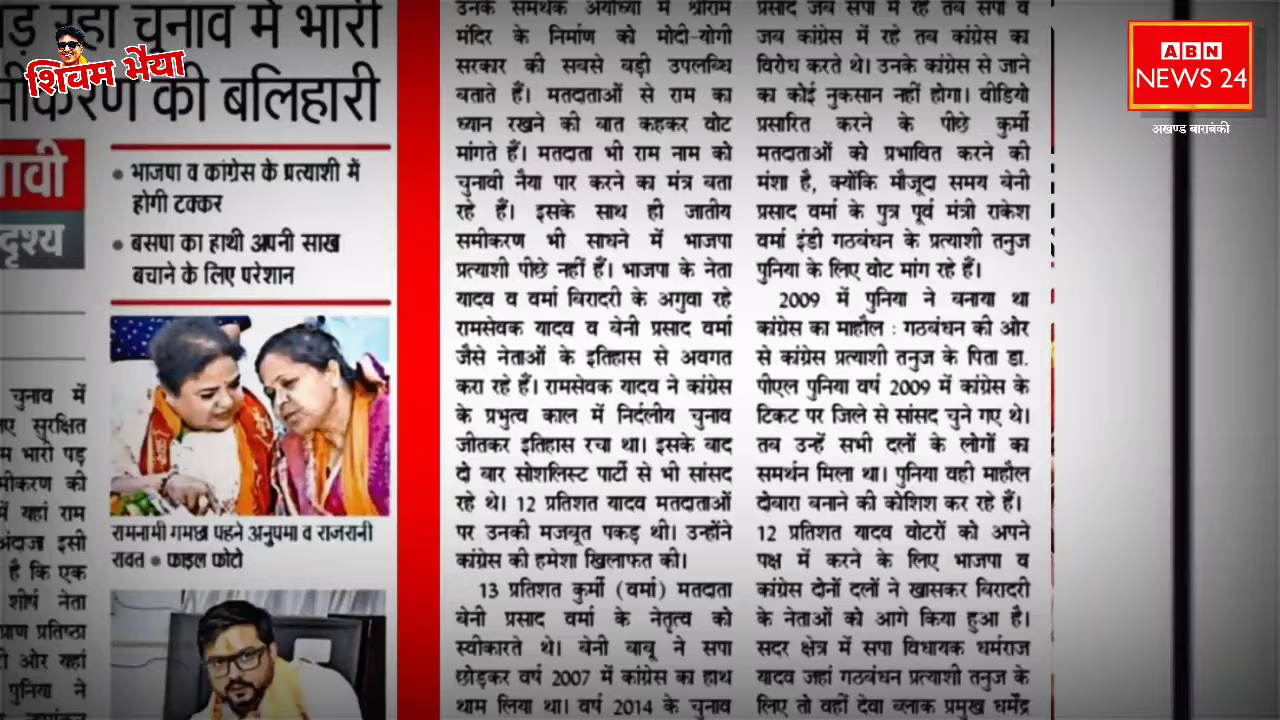 ड़ रहा चुनाव में भारी
मीकरण की बलिहारी
शिवम भैया
नावी
दृश्य
भाजपा व कांग्रेस के प्रत्याशी में
होगी टक्कर
बसपा का हाथी अपनी साख
बचाने के लिए परेशान
रामनामी गमछा पहने अनुपमा व राजरानी
रावत ● फाइल फोटो
चुनाव में
ए सुरक्षित
म भारी पड़
मीकरण की
में यहां राम
अंदाजा इसी
है कि एक
शीर्ष नेता
प्राण प्रतिष्ठा
ी ओर यहां
पुनिया ने
उनके समर्थक अयोध्या में श्रीराम
मंदिर के निर्माण को मोदी-योगी
सरकार की सबसे बड़ी उपलब्धि
बताते हैं। मतदाताओं से राम का
ध्यान रखने की बात कहकर वोट
मांगते हैं। मतदाता भी राम नाम को
चुनावी नैया पार करने का मंत्र बता
रहे हैं। इसके साथ ही जातीय
समीकरण भी साधने में भाजपा
प्रत्याशी पीछे नहीं हैं। भाजपा के नेता
यादव व वर्मा बिरादरी के अगुवा रहे
रामसेवक यादव व बेनी प्रसाद वर्मा
जैसे नेताओं के इतिहास से अवगत
करा रहे हैं। रामसेवक यादव ने कांग्रेस
के प्रभुत्व काल में निर्दलीय चुनाव
जीतकर इतिहास रचा था। इसके बाद
दो बार सोशलिस्ट पार्टी से भी सांसद
रहे थे। 12 प्रतिशत यादव मतदाताओं
पर उनकी मजबूत पकड़ थी। उन्होंने
कांग्रेस की हमेशा खिलाफत की।
13 प्रतिशत कुर्मी (वर्मा) मतदाता
बेनी प्रसाद वर्मा के नेतृत्व को
स्वीकारते थे। बेनी बाबू ने सपा
छोड़कर वर्ष 2007 में कांग्रेस का हाथ
थाम लिया था। वर्ष 2014 के चुनाव
प्रसाद जब सपा में रहे तब सपा व
जब कांग्रेस में रहे तब कांग्रेस का
विरोध करते थे। उनके कांग्रेस से जाने
का कोई नुकसान नहीं होगा। वीडियो
प्रसारित करने के पीछे कुर्मी
मतदाताओं को प्रभावित करने की
मंशा है, क्योंकि मौजूदा समय बेनी
प्रसाद वर्मा के पुत्र पूर्व मंत्री राकेश
वर्मा इंडी गठबंधन के प्रत्याशी तनुज
पुनिया के लिए वोट मांग रहे हैं।
2009 में पुनिया ने बनाया था
कांग्रेस का माहौल : गठबंधन की ओर
से कांग्रेस प्रत्याशी तनुज के पिता डा.
पीएल पुनिया वर्ष 2009 में कांग्रेस के
टिकट पर जिले से सांसद चुने गए थे।
तब उन्हें सभी दलों के लोगों का
समर्थन मिला था। पुनिया वही माहौल
दोबारा बनाने की कोशिश कर रहे हैं।
12 प्रतिशत यादव वोटरों को अपने
पक्ष में करने के लिए भाजपा व
कांग्रेस दोनों दलों ने खासकर बिरादरी
के नेताओं को आगे किया हुआ है।
सदर क्षेत्र में सपा विधायक धर्मराज
यादव जहां गठबंधन प्रत्याशी तनुज के
लिए तो वहीं देवा ब्लाक प्रमुख धर्मेंद्र
ABN
NEWS 24
अखण्ड बाराबंकी